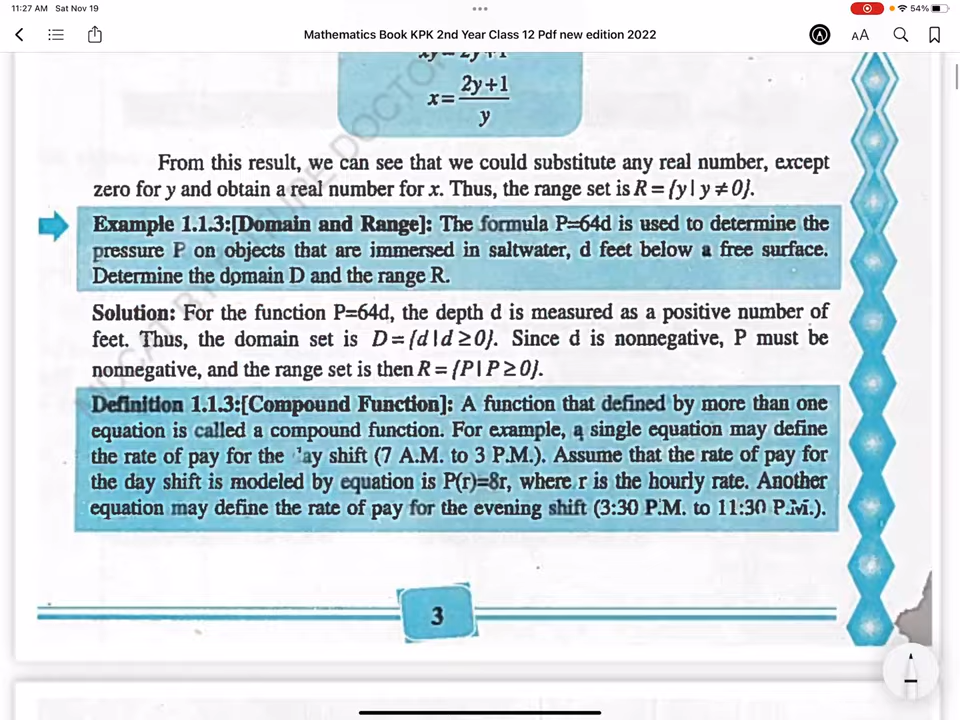 11:27 AM Sat Nov 19
54%
Mathematics Book KPK 2nd Year Class 12 Pdf new edition 2022
AA
x=2y+1/y
From this result, we can see that we could substitute any real number, except
zero for y and obtain a real number for x. Thus, the range set is R = {y | y ≠ 0}.
Example 1.1.3:[Domain and Range]: The formula P=64d is used to determine the
pressure P on objects that are immersed in saltwater, d feet below a free surface.
Determine the domain D and the range R.
Solution: For the function P=64d, the depth d is measured as a positive number of
feet. Thus, the domain set is D = {d | d ≥ 0}. Since d is nonnegative, P must be
nonnegative, and the range set is then R = {P | P ≥ 0}.
Definition 1.1.3:[Compound Function]: A function that defined by more than one
equation is called a compound function. For example, a single equation may define
the rate of pay for the ay shift (7 A.M. to 3 P.M.). Assume that the rate of pay for
the day shift is modeled by equation is P(r)=8r, where r is the hourly rate. Another
equation may define the rate of pay for the evening shift (3:30 P.M. to 11:30 P.M.).
3